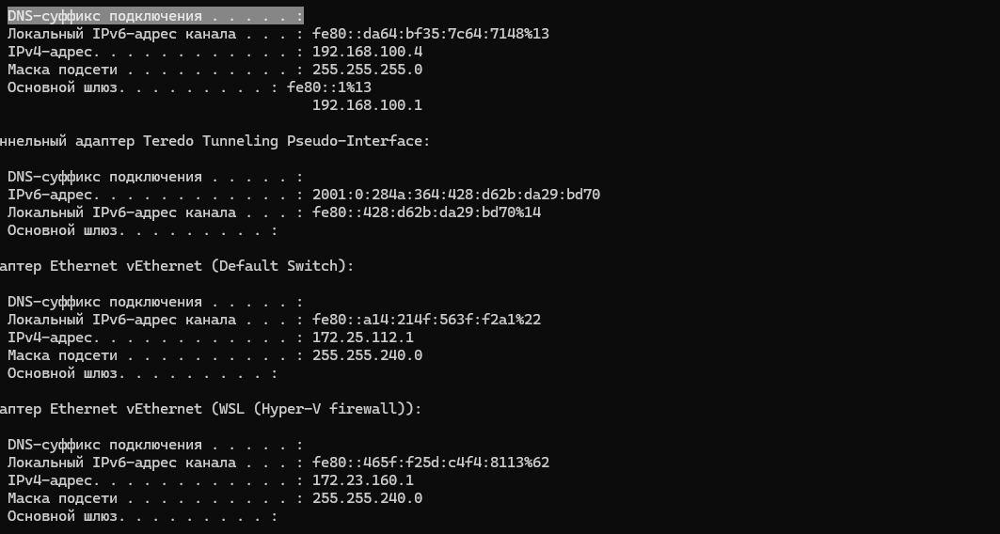 DNS-суффикс подключения . . . . . :
Локальный IPv6-адрес канала . . . : fe80::da64:bf35:7c64:7148%13
IPv4-адрес. . . . . . . . . . . . : 192.168.100.4
Маска подсети . . . . . . . . . . : 255.255.255.0
Основной шлюз. . . . . . . . . : fe80::1%13
192.168.100.1
ннельный адаптер Teredo Tunneling Pseudo-Interface:
DNS-суффикс подключения . . . . . :
IPv6-адрес. . . . . . . . . . . . : 2001:0:284a:364:428:d62b:da29:bd70
Локальный IPv6-адрес канала . . . : fe80::428:d62b:da29:bd70%14
Основной шлюз. . . . . . . . . :
аптер Ethernet vEthernet (Default Switch):
DNS-суффикс подключения . . . . . :
Локальный IPv6-адрес канала . . . : fe80::a14:214f:563f:f2a1%22
IPv4-адрес. . . . . . . . . . . . : 172.25.112.1
Маска подсети . . . . . . . . . . : 255.255.240.0
Основной шлюз. . . . . . . . . :
аптер Ethernet vEthernet (WSL (Hyper-V firewall)):
DNS-суффикс подключения . . . . . :
Локальный IPv6-адрес канала . . . : fe80::465f:f25d:c4f4:8113%62
IPv4-адрес. . . . . . . . . . . . : 172.23.160.1
Маска подсети . . . . . . . . . . : 255.255.240.0
Основной шлюз. . . . . . . . . :